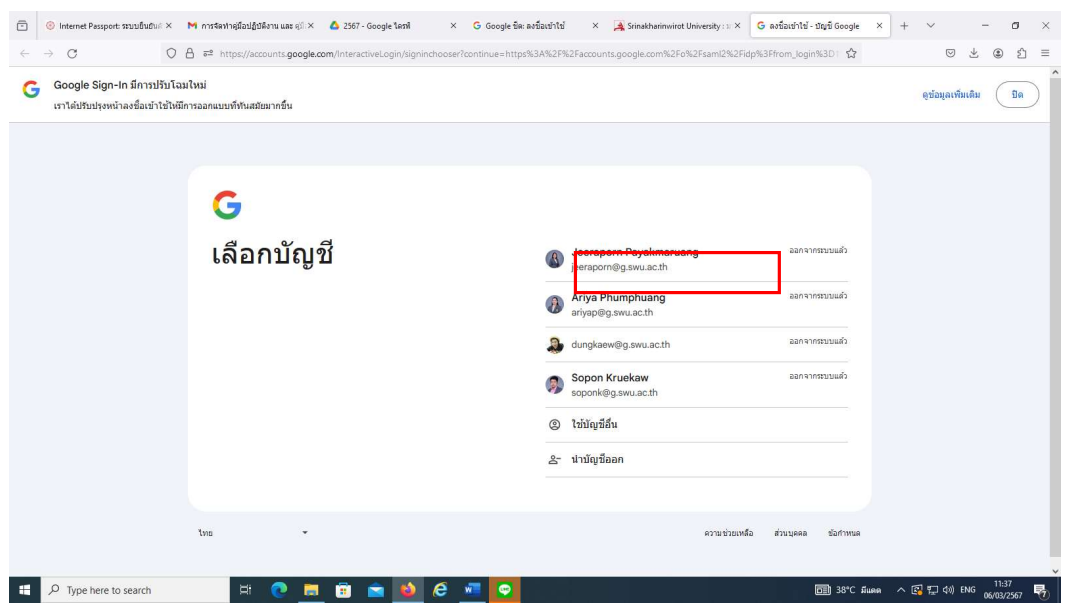 Internet Passport: ระบบยืนยันตั
การจัดทำคู่มือปฏิบัติงาน และ คู่มื
2567 - Google ไดรฟ์
Google ชีต: ลงชื่อเข้าใช้
Srinakharinwirot University :
ลงชื่อเข้าใช้ - บัญชี Google
https://accounts.google.com/InteractiveLogin/signinchooser?continue=https%3A%2F%2Faccounts.google.com%2Fo%2Fsaml2%2Fidp%3Ffrom_login%3D1
Google Sign-In มีการปรับโฉมใหม่
เราได้ปรับปรุงหน้าลงชื่อเข้าใช้ให้มีการออกแบบที่ทันสมัยมากขึ้น
ดูข้อมูลเพิ่มเติม
ปิด
เลือกบัญชี
Jeeraporn Payakmaruang
ออกจากระบบแล้ว
jeeraporn@g.swu.ac.th
Ariya Phumphuang
ออกจากระบบแล้ว
ariyap@g.swu.ac.th
dungkaew@g.swu.ac.th
ออกจากระบบแล้ว
Sopon Kruekaw
ออกจากระบบแล้ว
soponk@g.swu.ac.th
ใช้บัญชีอื่น
นำบัญชีออก
ไทย
ความช่วยเหลือ
ส่วนบุคคล
ข้อกำหนด
Type here to search
38°C มีแดด
ENG
11:37
06/03/2567